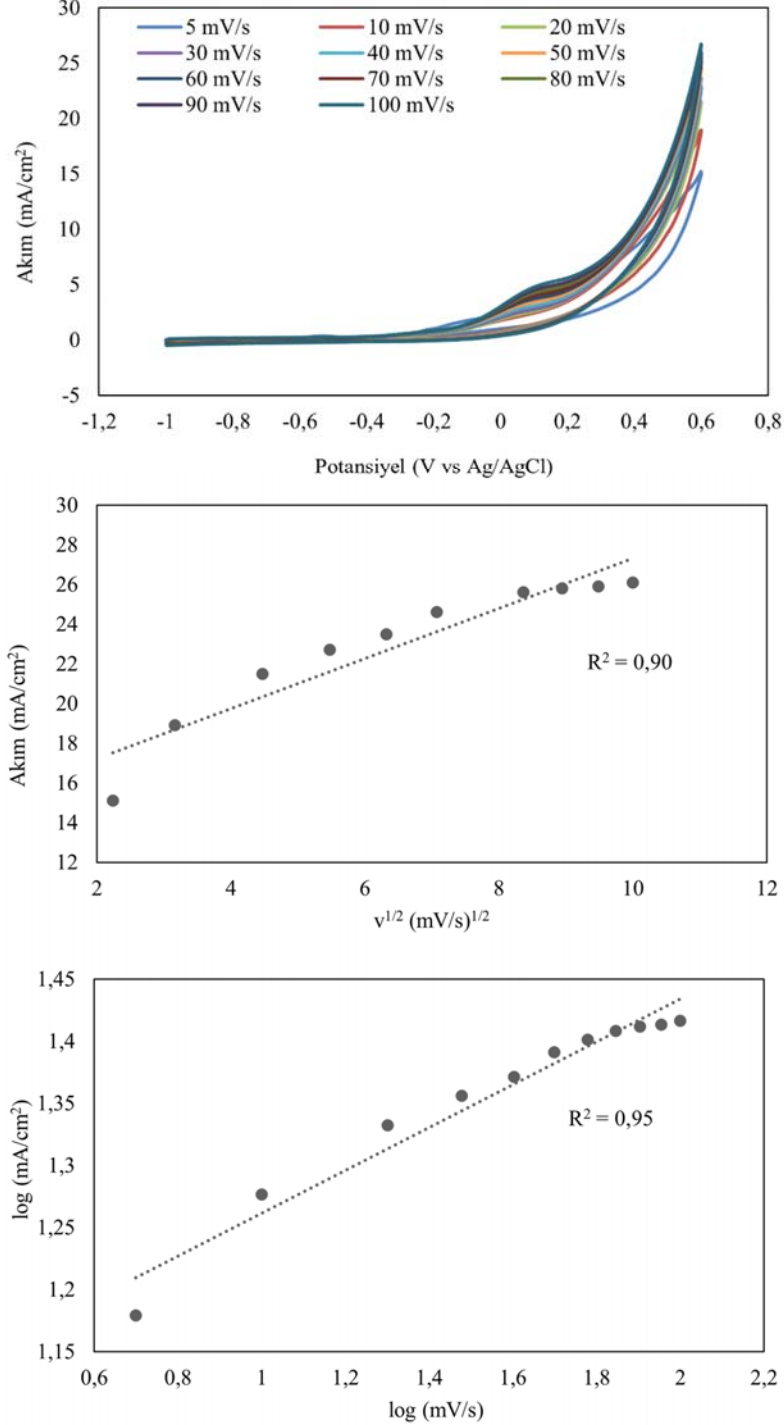 30
5 mV/s 10 mV/s 20 mV/s
25
30 mV/s 40 mV/s 50 mV/s
60 mV/s 70 mV/s 80 mV/s
20
90 mV/s 100 mV/s
Akım (mA/cm²)
15
10
5
0
-5
-1,2 -1 -0,8 -0,6 -0,4 -0,2 0 0,2 0,4 0,6 0,8
Potansiyel (V vs Ag/AgCl)
30
28
26
24
22
R² = 0,90
Akım (mA/cm²)
20
18
16
14
12
2 4 6 8 10 12
v¹/² (mV/s)¹/²
1,45
1,4
1,35
R² = 0,95
log (mA/cm²)
1,3
1,25
1,2
1,15
0,6 0,8 1 1,2 1,4 1,6 1,8 2 2,2
log (mV/s)